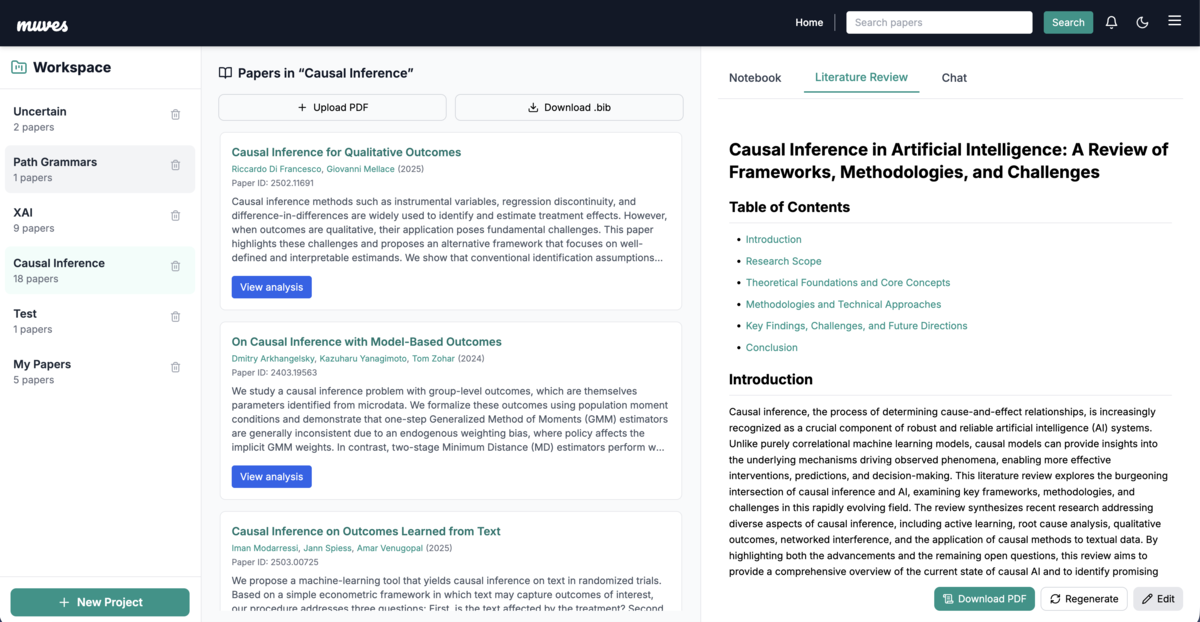 muves
Home
Search papers
Search
Workspace
Uncertain
2 papers
Path Grammars
1 papers
XAI
9 papers
Causal Inference
18 papers
Test
1 papers
My Papers
5 papers
New Project
Papers in “Causal Inference”
Upload PDF
Download .bib
Causal Inference for Qualitative Outcomes
Riccardo Di Francesco, Giovanni Mellace (2025)
Paper ID: 2502.11691
Causal inference methods such as instrumental variables, regression discontinuity, and
difference-in-differences are widely used to identify and estimate treatment effects. However,
when outcomes are qualitative, their application poses fundamental challenges. This paper
highlights these challenges and proposes an alternative framework that focuses on well-
defined and interpretable estimands. We show that conventional identification assumptions...
View analysis
On Causal Inference with Model-Based Outcomes
Dmitry Arkhangelsky, Kazuharu Yanagimoto, Tom Zohar (2024)
Paper ID: 2403.19563
We study a causal inference problem with group-level outcomes, which are themselves
parameters identified from microdata. We formalize these outcomes using population moment
conditions and demonstrate that one-step Generalized Method of Moments (GMM) estimators
are generally inconsistent due to an endogenous weighting bias, where policy affects the
implicit GMM weights. In contrast, two-stage Minimum Distance (MD) estimators perform w...
View analysis
Causal Inference on Outcomes Learned from Text
Iman Modarressi, Jann Spiess, Amar Venugopal (2025)
Paper ID: 2503.00725
We propose a machine-learning tool that yields causal inference on text in randomized trials.
Based on a simple econometric framework in which text may capture outcomes of interest,
our procedure addresses three questions: First, is the text affected by the treatment? Second,
Notebook
Literature Review
Chat
Causal Inference in Artificial Intelligence: A Review of
Frameworks, Methodologies, and Challenges
Table of Contents
Introduction
Research Scope
Theoretical Foundations and Core Concepts
Methodologies and Technical Approaches
Key Findings, Challenges, and Future Directions
Conclusion
Introduction
Causal inference, the process of determining cause-and-effect relationships, is increasingly
recognized as a crucial component of robust and reliable artificial intelligence (AI) systems.
Unlike purely correlational machine learning models, causal models can provide insights into
the underlying mechanisms driving observed phenomena, enabling more effective
interventions, predictions, and decision-making. This literature review explores the burgeoning
intersection of causal inference and AI, examining key frameworks, methodologies, and
challenges in this rapidly evolving field. The review synthesizes recent research addressing
diverse aspects of causal inference, including active learning, root cause analysis, qualitative
outcomes, networked interference, and the application of causal methods to textual data. By
highlighting both the advancements and the remaining open questions, this review aims to
provide a comprehensive overview of the current state of causal AI and to identify promising
Download PDF
Regenerate
Edit